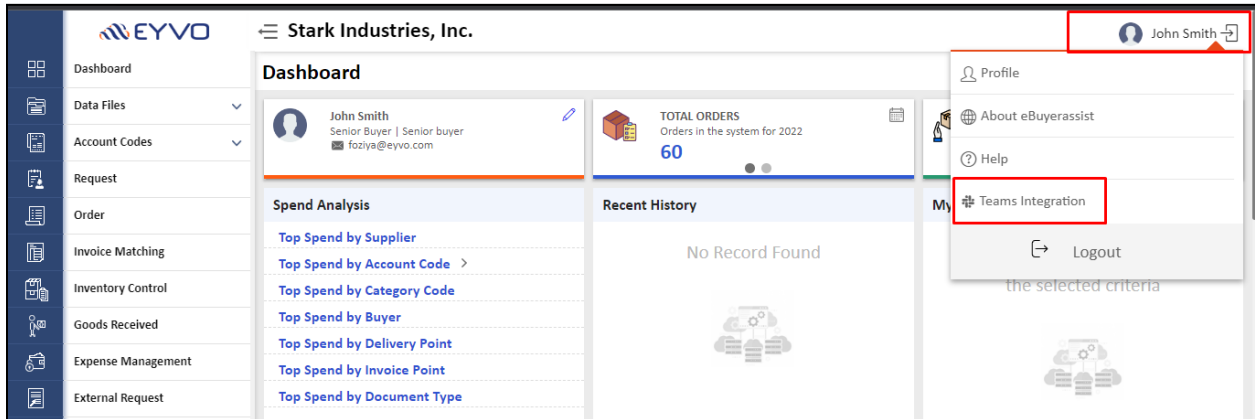 EYVO
Stark Industries, Inc.
John Smith
Dashboard
Data Files
Account Codes
Request
Order
Invoice Matching
Inventory Control
Goods Received
Expense Management
External Request
Dashboard
John Smith
Senior Buyer | Senior buyer
foziya@eyvo.com
TOTAL ORDERS
Orders in the system for 2022
60
Spend Analysis
Top Spend by Supplier
Top Spend by Account Code >
Top Spend by Category Code
Top Spend by Buyer
Top Spend by Delivery Point
Top Spend by Invoice Point
Top Spend by Document Type
Recent History
No Record Found
My
the selected criteria
Profile
About eBuyerassist
Help
Teams Integration
Logout